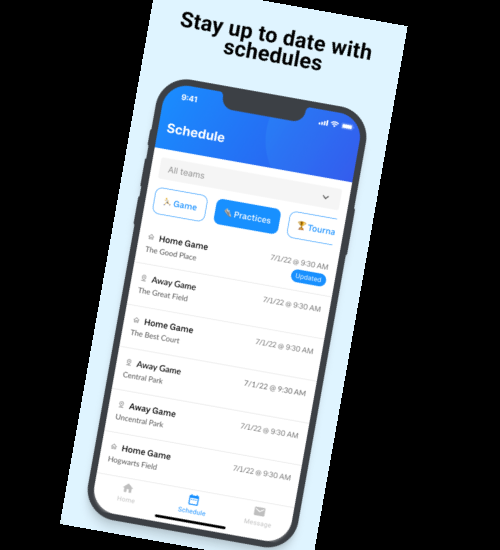 Stay up to date with
schedules
9:41
Schedule
All teams
Game
Practices
Tourna
Home Game
7/1/22 @ 9:30 AM
The Good Place
Updated
Away Game
7/1/22 @ 9:30 AM
The Great Field
Home Game
7/1/22 @ 9:30 AM
The Best Court
Away Game
7/1/22 @ 9:30 AM
Central Park
Away Game
7/1/22 @ 9:30 AM
Uncentral Park
Home Game
7/1/22 @ 9:30 AM
Hogwarts Field
Home
Schedule
Message